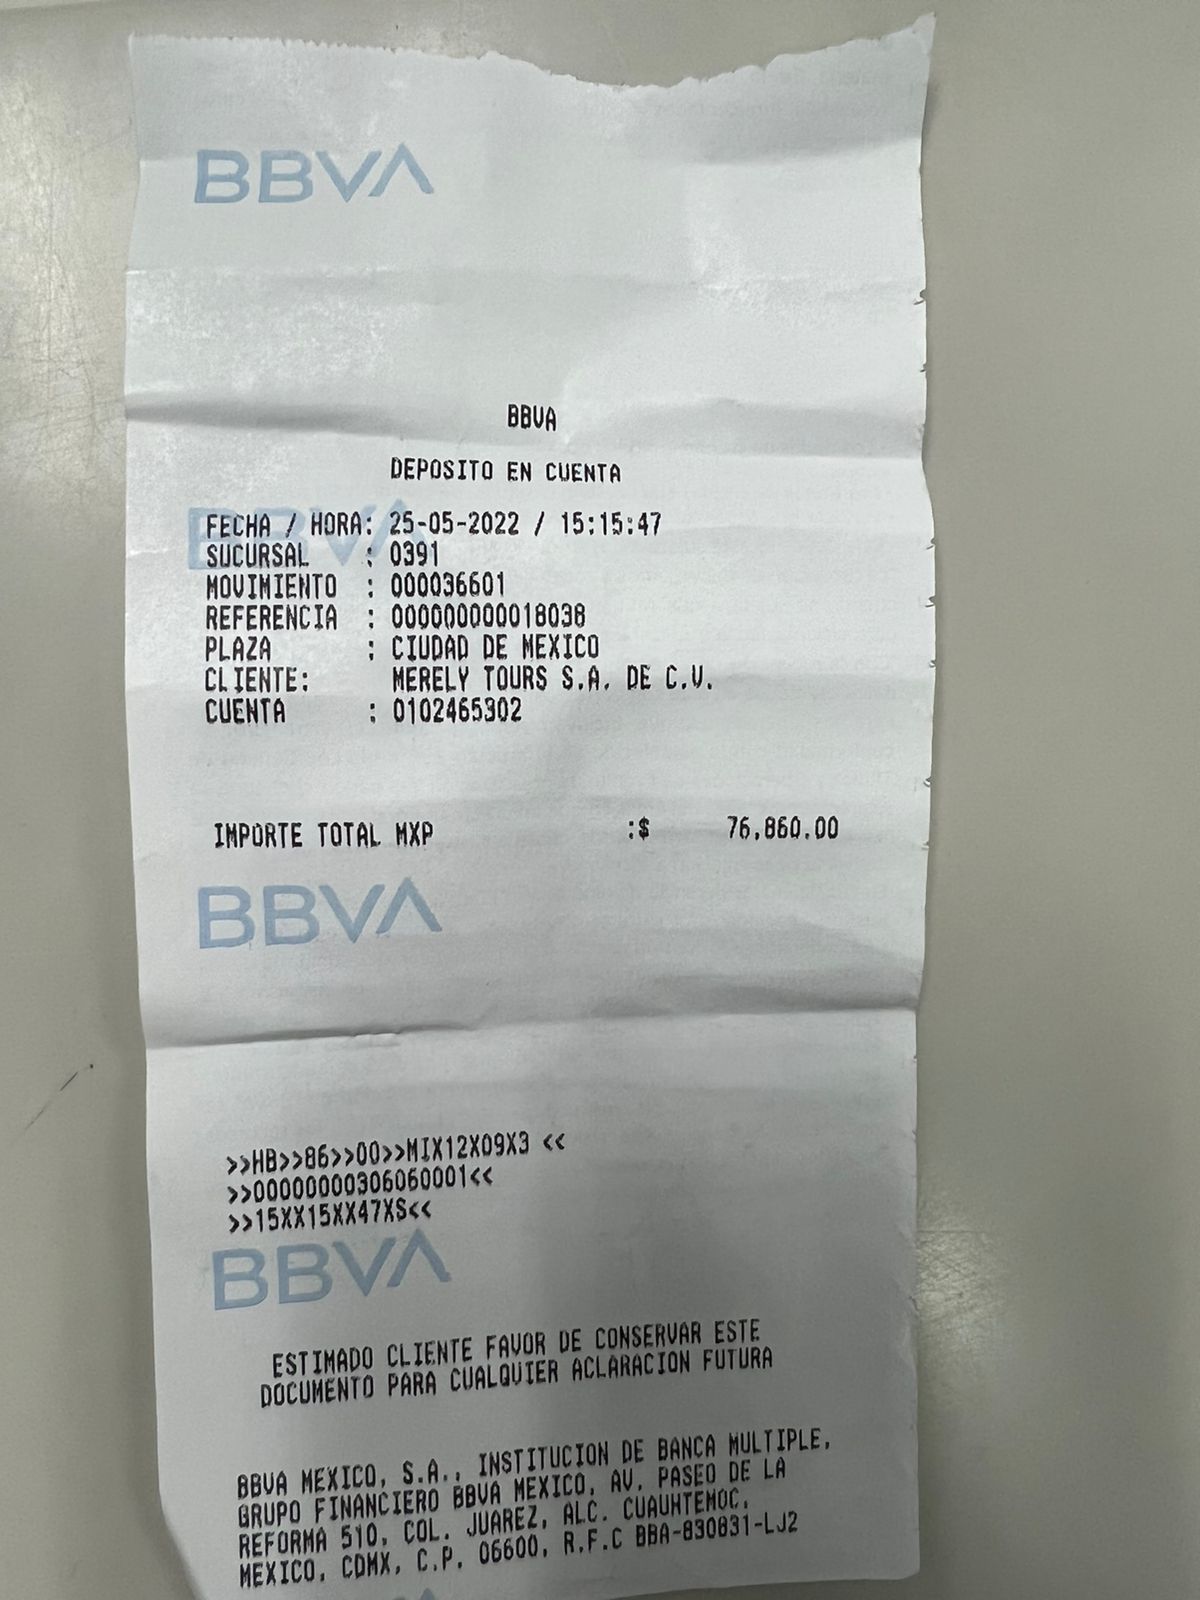 BBVA
BBVA
DEPOSITO EN CUENTA
BBVA
FECHA / HORA: 25-05-2022 / 15:15:47
SUCURSAL : 0391
MOVIMIENTO : 000036601
REFERENCIA : 000000000018038
PLAZA : CIUDAD DE MEXICO
CLIENTE: MERELY TOURS S.A. DE C.V.
CUENTA : 0102465302
IMPORTE TOTAL MXP :$ 76,860.00
BBVA
>>HB>>86>>00>>MIX12X09X3 <<
>>00000000306060001<<
>>15XX15XX47XS<<
BBVA
ESTIMADO CLIENTE FAVOR DE CONSERVAR ESTE
DOCUMENTO PARA CUALQUIER ACLARACION FUTURA
BBVA MEXICO, S.A., INSTITUCION DE BANCA MULTIPLE,
GRUPO FINANCIERO BBVA MEXICO, AV. PASEO DE LA
REFORMA 510, COL. JUAREZ, ALC. CUAUHTEMOC,
MEXICO, CDMX, C.P. 06600, R.F.C BBA-830831-LJ2